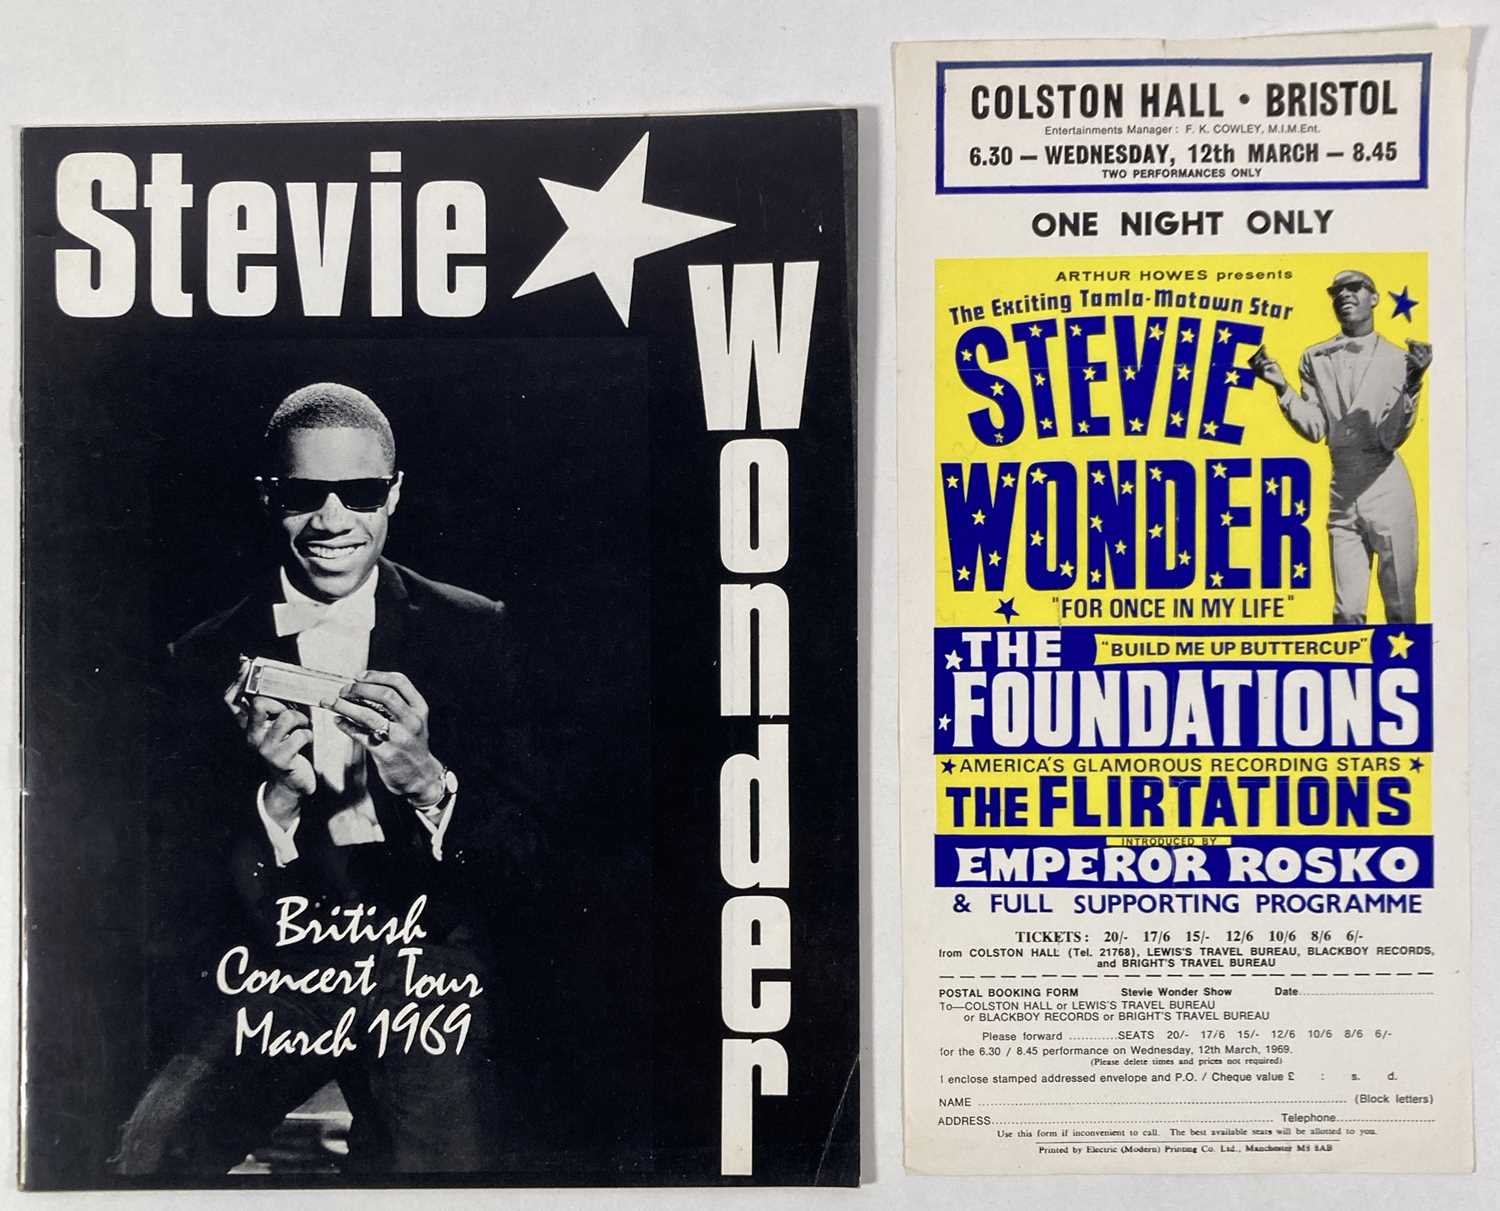 Stevie
Wonder
British
Concert Tour
March 1969
COLSTON HALL • BRISTOL
Entertainments Manager : F. K. COWLEY, M.I.M.Ent.
6.30 — WEDNESDAY, 12th MARCH — 8.45
TWO PERFORMANCES ONLY
ONE NIGHT ONLY
ARTHUR HOWES presents
The Exciting Tamla-Motown Star
STEVIE
WONDER
"FOR ONCE IN MY LIFE"
THE
"BUILD ME UP BUTTERCUP"
FOUNDATIONS
AMERICA'S GLAMOROUS RECORDING STARS
THE FLIRTATIONS
INTRODUCED BY
EMPEROR ROSKO
& FULL SUPPORTING PROGRAMME
TICKETS : 20/- 17/6 15/- 12/6 10/6 8/6 6/-
from COLSTON HALL (Tel. 21768), LEWIS'S TRAVEL BUREAU, BLACKBOY RECORDS,
and BRIGHT'S TRAVEL BUREAU
POSTAL BOOKING FORM Stevie Wonder Show Date
To—COLSTON HALL or LEWIS'S TRAVEL BUREAU
or BLACKBOY RECORDS or BRIGHT'S TRAVEL BUREAU
Please forward ............SEATS 20/- 17/6 15/- 12/6 10/6 8/6 6/-
for the 6.30 / 8.45 performance on Wednesday, 12th March, 1969.
(Please delete times and prices not required)
I enclose stamped addressed envelope and P.O. / Cheque value £ : s. d.
NAME (Block letters)
ADDRESS Telephone
Use this form if inconvenient to call. The best available seats will be allotted to you.
Printed by Electric (Modern) Printing Co. Ltd., Manchester M5 8AB